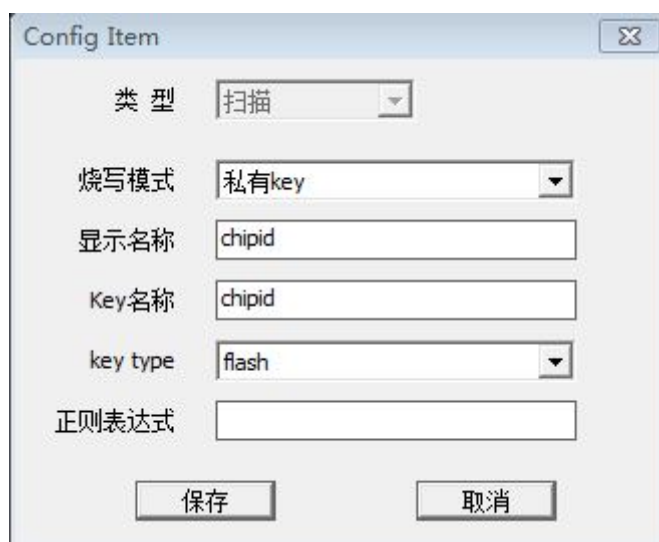 Config Item
类 型 扫描
烧写模式 私有key
显示名称 chipid
Key名称 chipid
key type flash
正则表达式
保存 取消